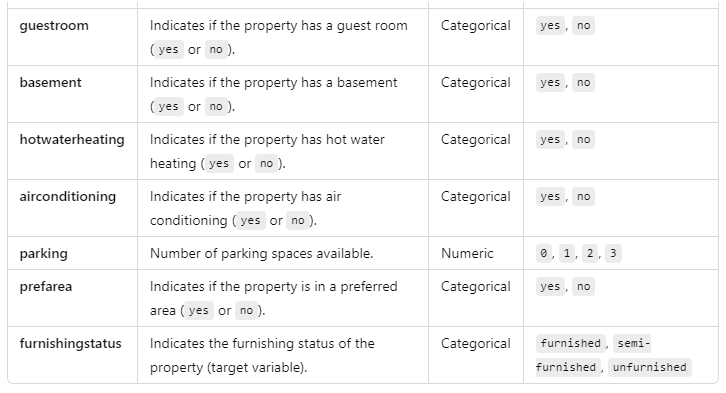 guestroom Indicates if the property has a guest room Categorical yes , no
( yes or no ).
basement Indicates if the property has a basement Categorical yes , no
( yes or no ).
hotwaterheating Indicates if the property has hot water Categorical yes , no
heating ( yes or no ).
airconditioning Indicates if the property has air Categorical yes , no
conditioning ( yes or no ).
parking Number of parking spaces available. Numeric 0 , 1 , 2 , 3
prefarea Indicates if the property is in a preferred Categorical yes , no
area ( yes or no ).
furnishingstatus Indicates the furnishing status of the Categorical furnished , semi-
property (target variable). furnished , unfurnished